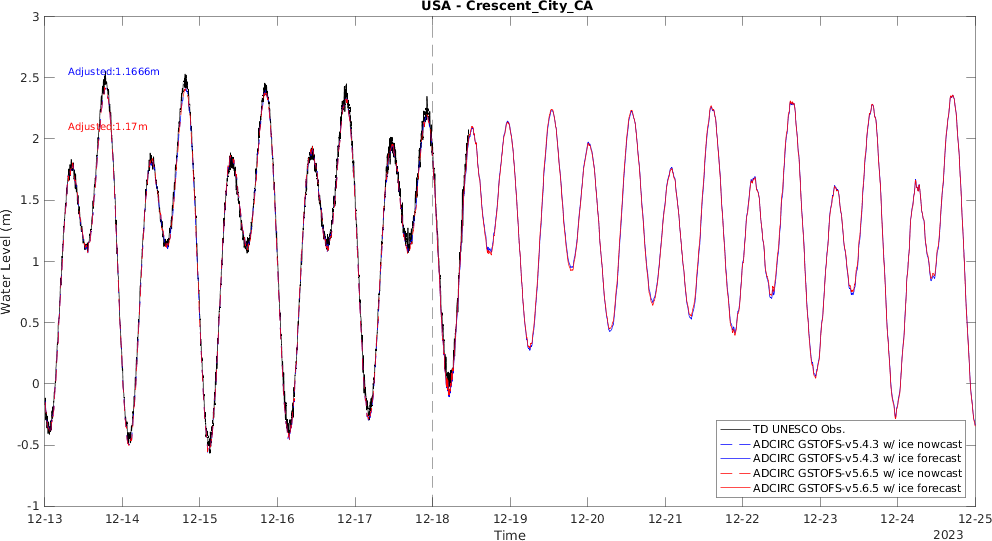 USA - Crescent_City_CA
3
2.5
2
1.5
1
0.5
0
-0.5
-1
Water Level (m)
Adjusted:1.1666m
Adjusted:1.17m
TD UNESCO Obs.
ADCIRC GSTOFS-v5.4.3 w/ ice nowcast
ADCIRC GSTOFS-v5.4.3 w/ ice forecast
ADCIRC GSTOFS-v5.6.5 w/ ice nowcast
ADCIRC GSTOFS-v5.6.5 w/ ice forecast
12-13 12-14 12-15 12-16 12-17 12-18 12-19 12-20 12-21 12-22 12-23 12-24 12-25
Time
2023